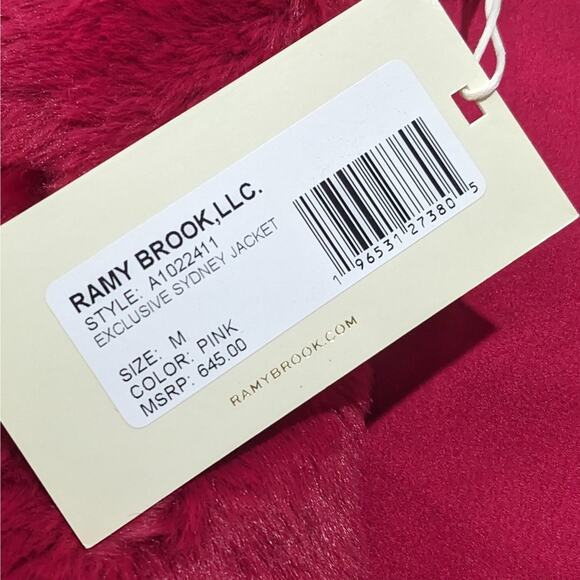 RAMY BROOK,LLC.
STYLE: A1022411
EXCLUSIVE SYDNEY JACKET
SIZE: M
COLOR: PINK
MSRP: 645.00
1 96531 27380 5
RAMYBROOK.COM